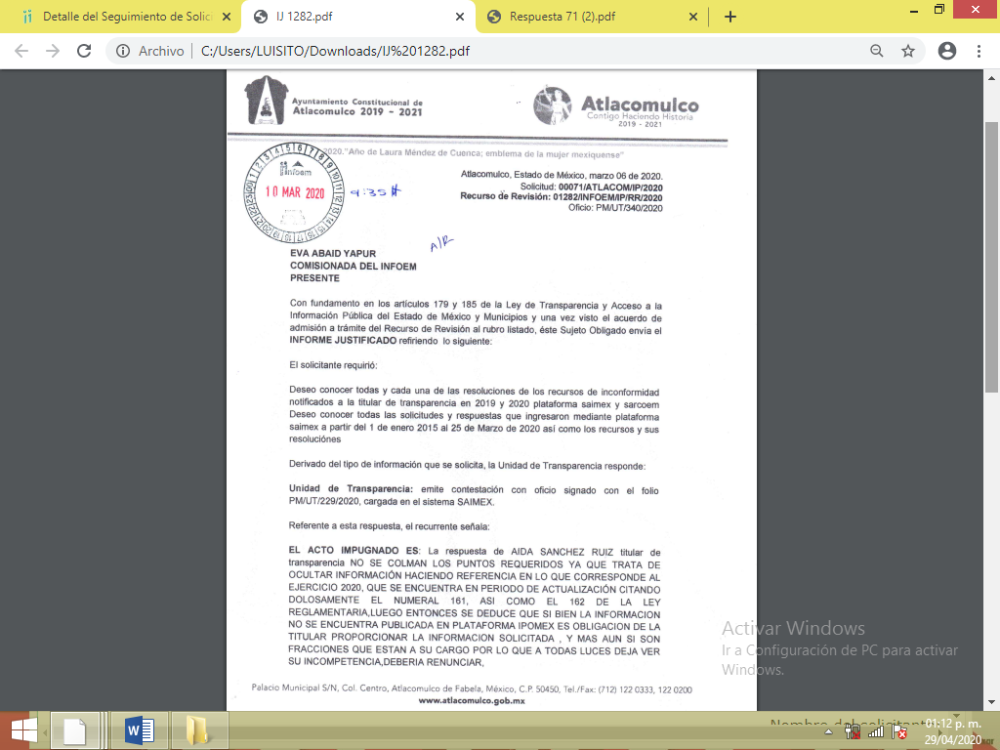 Detalle del Seguimiento de Solici
IJ 1282.pdf
Respuesta 71 (2).pdf
Archivo
C:/Users/LUISITO/Downloads/IJ%201282.pdf
Ayuntamiento Constitucional de
Atlacomulco 2019 - 2021
Atlacomulco
Contigo Haciendo Historia
2019 - 2021
2020."Año de Laura Méndez de Cuenca; emblema de la mujer mexiquense"
Infoem
10 MAR 2020
9:35
Atlacomulco, Estado de México, marzo 06 de 2020.
Solicitud: 00071/ATLACOM/IP/2020
Recurso de Revisión: 01282/INFOEM/IP/RR/2020
Oficio: PM/UT/340/2020
A/R
EVA ABAID YAPUR
COMISIONADA DEL INFOEM
PRESENTE
Con fundamento en los artículos 179 y 185 de la Ley de Transparencia y Acceso a la
Información Pública del Estado de México y Municipios y una vez visto el acuerdo de
admisión a trámite del Recurso de Revisión al rubro listado, éste Sujeto Obligado envia el
INFORME JUSTIFICADO refiriendo lo siguiente:
El solicitante requirió:
Deseo conocer todas y cada una de las resoluciones de los recursos de inconformidad
notificados a la titular de transparencia en 2019 y 2020 plataforma saimex y sarcoem
Deseo conocer todas las solicitudes y respuestas que ingresaron mediante plataforma
saimex a partir del 1 de enero 2015 al 25 de Marzo de 2020 así como los recursos y sus
resoluciónes
Derivado del tipo de información que se solicita, la Unidad de Transparencia responde:
Unidad de Transparencia: emite contestación con oficio signado con el folio
PM/UT/229/2020, cargada en el sistema SAIMEX.
Referente a esta respuesta, el recurrente señala:
EL ACTO IMPUGNADO ES: La respuesta de AIDA SANCHEZ RUIZ titular de
transparencia NO SE COLMAN LOS PUNTOS REQUERIDOS YA QUE TRATA DE
OCULTAR INFORMACIÓN HACIENDO REFERENCIA EN LO QUE CORRESPONDE AL
EJERCICIO 2020, QUE SE ENCUENTRA EN PERIODO DE ACTUALIZACIÓN CITANDO
DOLOSAMENTE EL NUMERAL 161, ASI COMO EL 162 DE LA LEY
REGLAMENTARIA,LUEGO ENTONCES SE DEDUCE QUE SI BIEN LA INFORMACION
NO SE ENCUENTRA PUBLICADA EN PLATAFORMA IPOMEX ES OBLIGACION DE LA
TITULAR PROPORCIONAR LA INFORMACION SOLICITADA , Y MAS AUN SI SON
FRACCIONES QUE ESTAN A SU CARGO POR LO QUE A TODAS LUCES DEJA VER
SU INCOMPETENCIA,DEBERIA RENUNCIAR,
Palacio Municipal S/N, Col. Centro, Atlacomulco de Fabela, México, C.P. 50450, Tel./Fax: (712) 122 0333, 122 0200
www.atlacomulco.gob.mx
Activar Windows
Ir a Configuración de PC para activar
Windows.
Nombre del solicitante
01:12 p. m.
29/04/2020